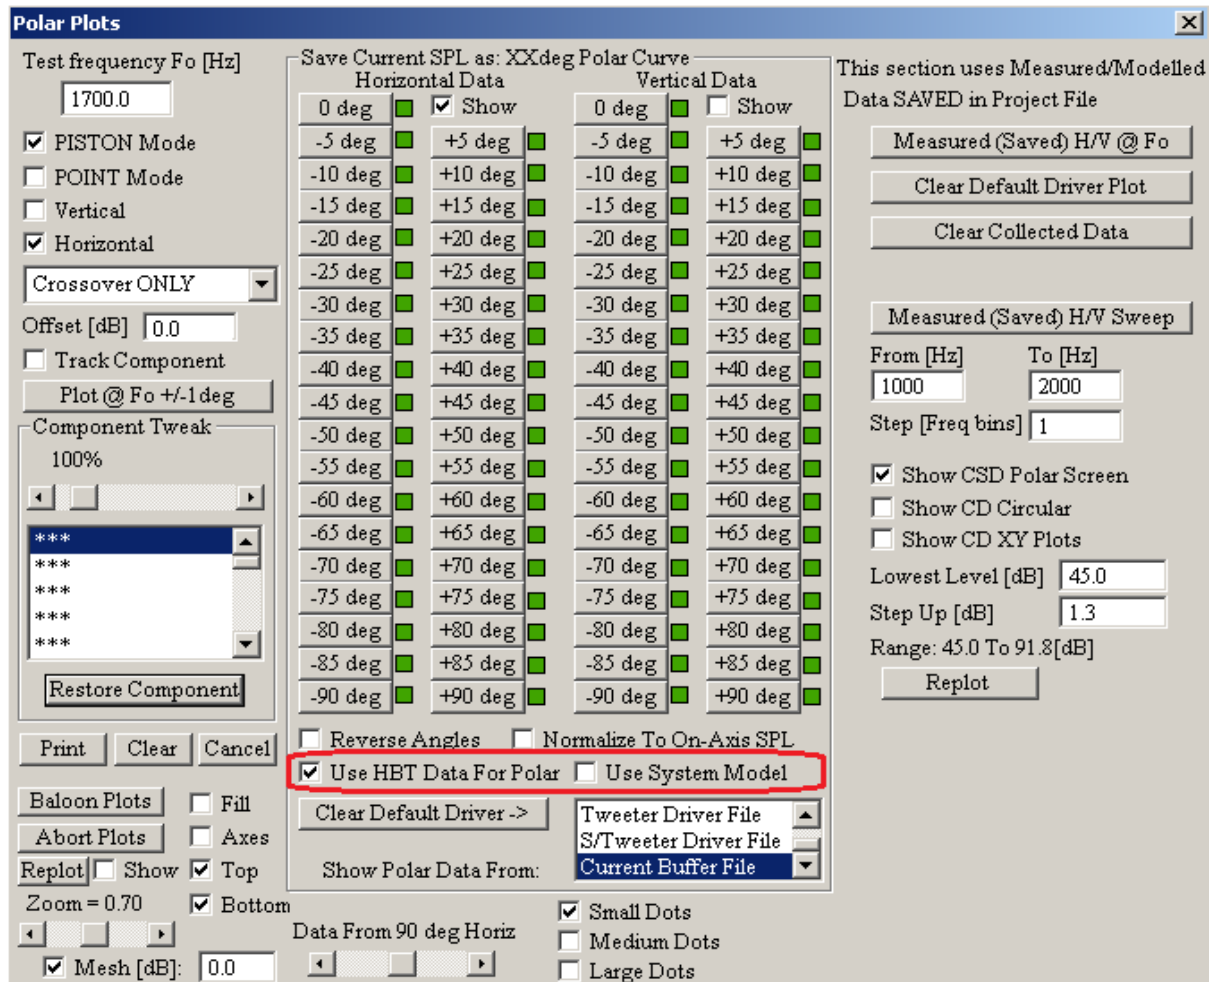 Polar Plots
Test frequency Fo [Hz]
1700.0
PISTON Mode
POINT Mode
Vertical
Horizontal
Crossover ONLY
Offset [dB] 0.0
Track Component
Plot @ Fo +/-1deg
Component Tweak
100%
***
***
***
***
***
Restore Component
Print Clear Cancel
Baloon Plots Fill
Abort Plots Axes
Replot Show Top
Zoom = 0.70 Bottom
Mesh [dB]: 0.0
Save Current SPL as: XXdeg Polar Curve
Horizontal Data Vertical Data
0 deg Show 0 deg Show
-5 deg +5 deg -5 deg +5 deg
-10 deg +10 deg -10 deg +10 deg
-15 deg +15 deg -15 deg +15 deg
-20 deg +20 deg -20 deg +20 deg
-25 deg +25 deg -25 deg +25 deg
-30 deg +30 deg -30 deg +30 deg
-35 deg +35 deg -35 deg +35 deg
-40 deg +40 deg -40 deg +40 deg
-45 deg +45 deg -45 deg +45 deg
-50 deg +50 deg -50 deg +50 deg
-55 deg +55 deg -55 deg +55 deg
-60 deg +60 deg -60 deg +60 deg
-65 deg +65 deg -65 deg +65 deg
-70 deg +70 deg -70 deg +70 deg
-75 deg +75 deg -75 deg +75 deg
-80 deg +80 deg -80 deg +80 deg
-85 deg +85 deg -85 deg +85 deg
-90 deg +90 deg -90 deg +90 deg
Reverse Angles Normalize To On-Axis SPL
Use HBT Data For Polar Use System Model
Clear Default Driver ->
Tweeter Driver File
S/Tweeter Driver File
Show Polar Data From: Current Buffer File
Data From 90 deg Horiz
Small Dots
Medium Dots
Large Dots
This section uses Measured/Modelled
Data SAVED in Project File
Measured (Saved) H/V @ Fo
Clear Default Driver Plot
Clear Collected Data
Measured (Saved) H/V Sweep
From [Hz] To [Hz]
1000 2000
Step [Freq bins] 1
Show CSD Polar Screen
Show CD Circular
Show CD XY Plots
Lowest Level [dB] 45.0
Step Up [dB] 1.3
Range: 45.0 To 91.8[dB]
Replot